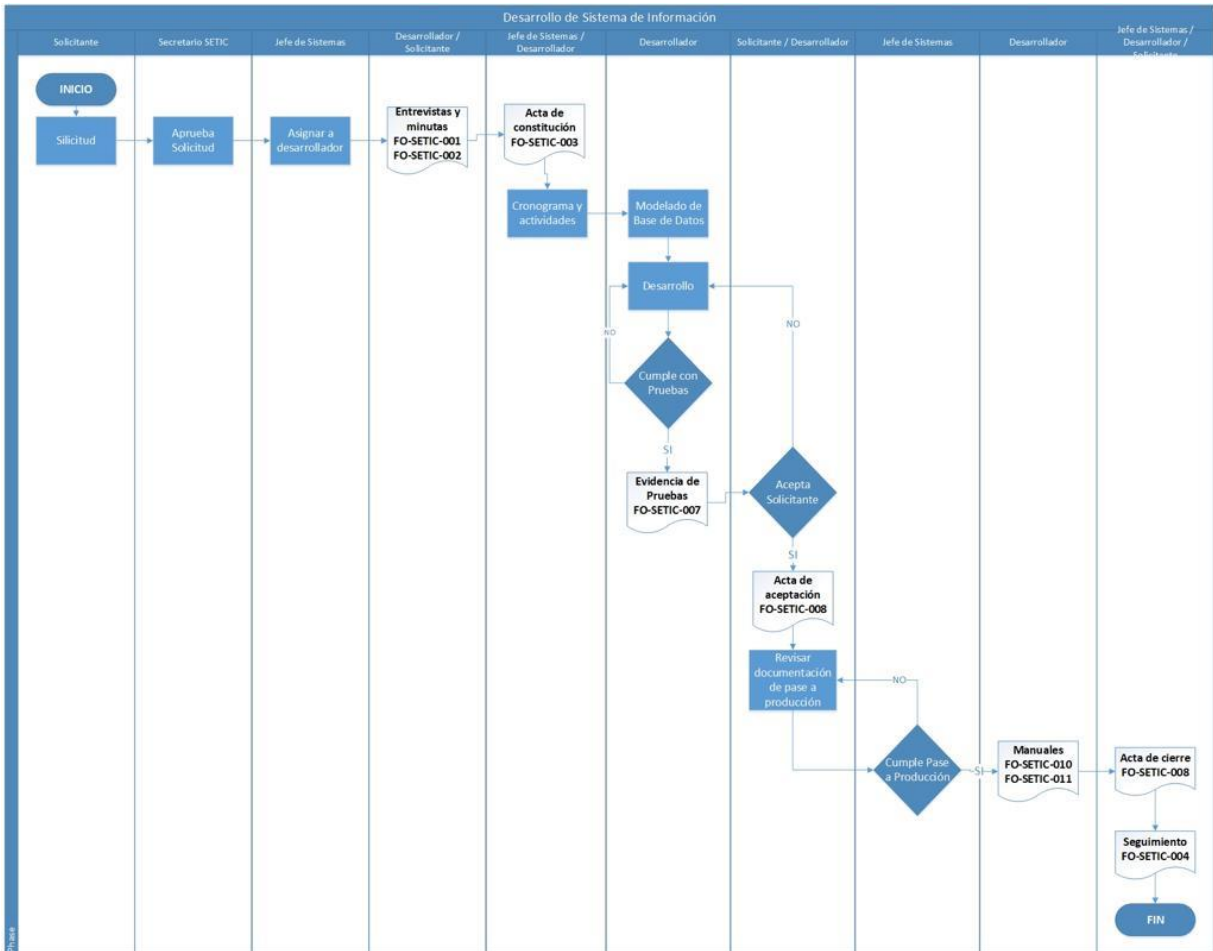 Desarrollo de Sistema de Información
Solicitante
Secretario SETIC
Jefe de Sistemas
Desarrollador /
Solicitante
Jefe de Sistemas /
Desarrollador
Desarrollador
Solicitante / Desarrollador
Jefe de Sistemas
Desarrollador
Jefe de Sistemas /
Desarrollador /
Solicitante
INICIO
Silicitud
Aprueba
Solicitud
Asignar a
desarrollador
Entrevistas y
minutas
FO-SETIC-001
FO-SETIC-002
Acta de
constitución
FO-SETIC-003
Cronograma y
actividades
Modelado de
Base de Datos
Desarrollo
NO
NO
Cumple con
Pruebas
SI
Evidencia de
Pruebas
FO-SETIC-007
Acepta
Solicitante
SI
Acta de
aceptación
FO-SETIC-008
Revisar
documentación
de pase a
producción
NO
Cumple Pase
a Producción
SI
Manuales
FO-SETIC-010
FO-SETIC-011
Acta de cierre
FO-SETIC-008
Seguimiento
FO-SETIC-004
FIN
Phase